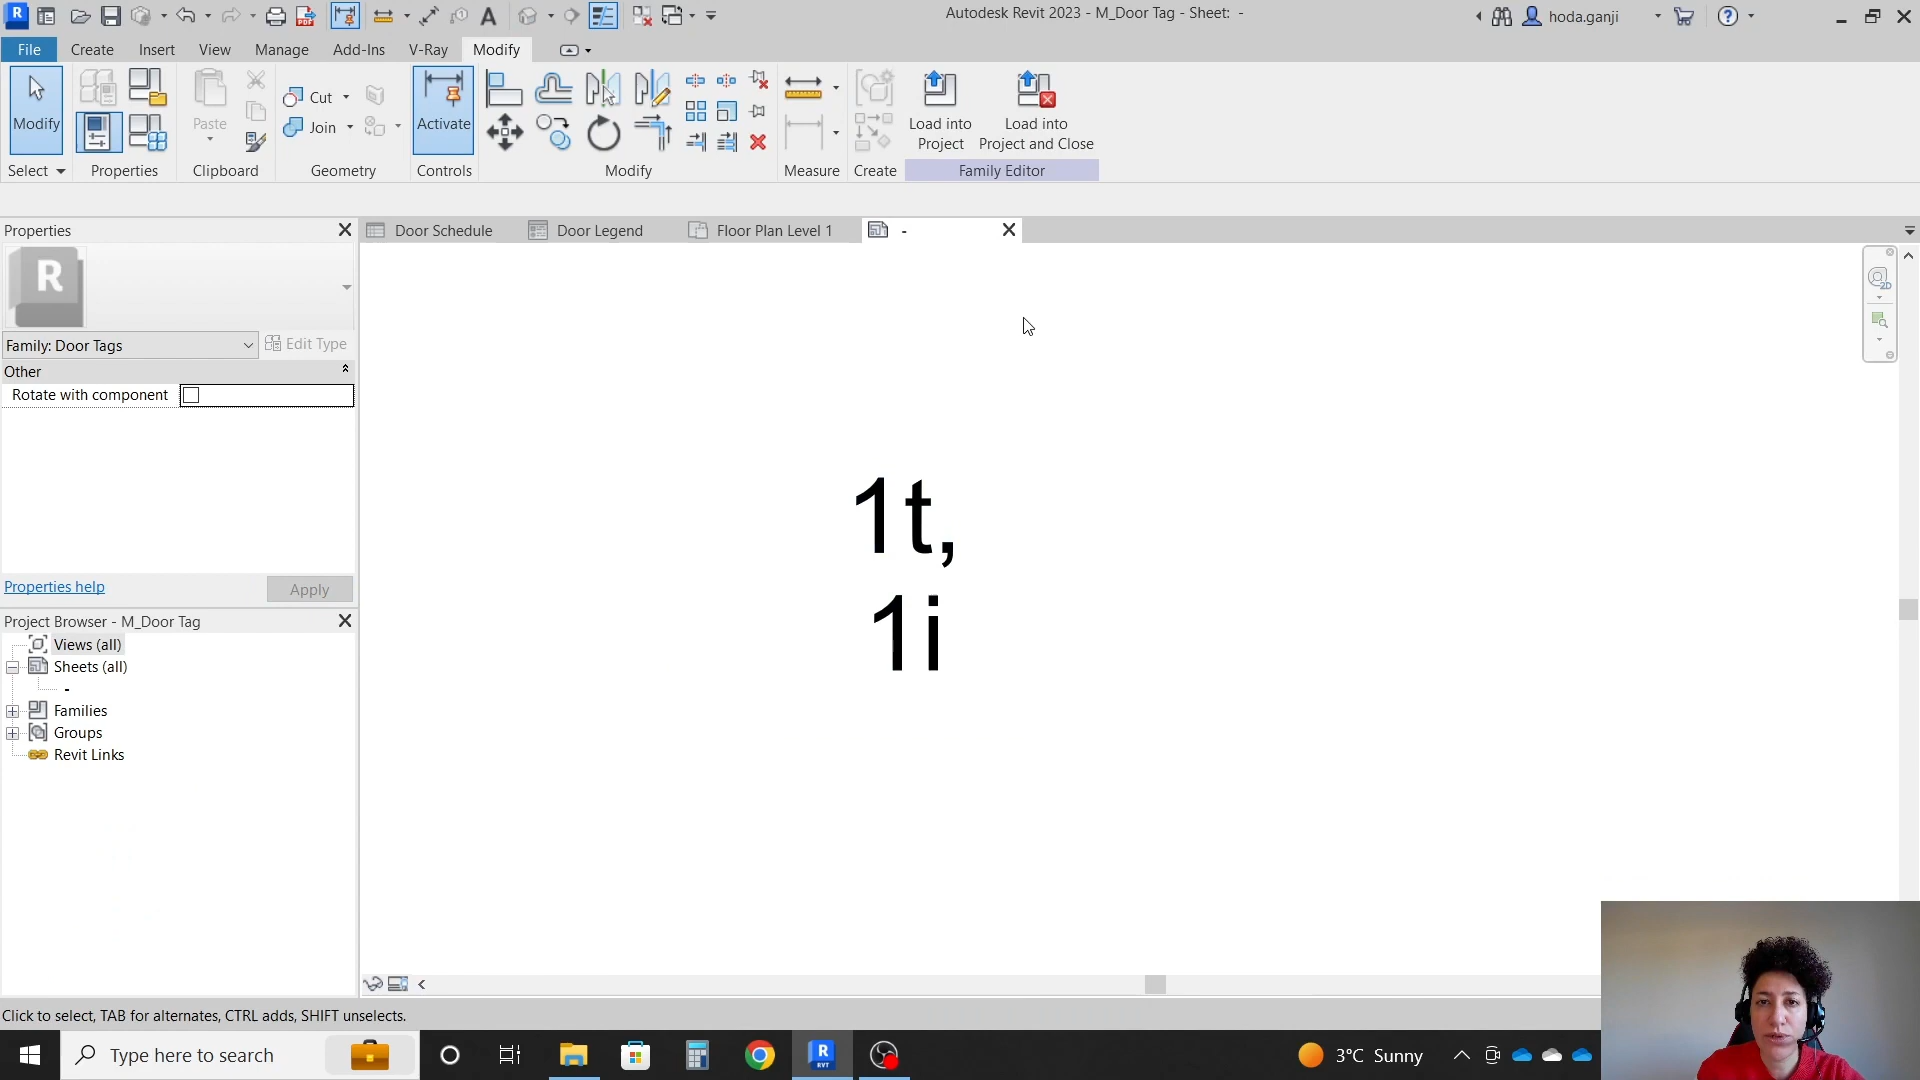 Autodesk Revit 2023 - M_Door Tag - Sheet: -
hoda.ganji
File Create Insert View Manage Add-Ins V-Ray Modify
Modify
Paste
Cut
Join
Activate
Load into Project
Load into Project and Close
Select Properties Clipboard Geometry Controls Modify Measure Create Family Editor
Properties
Door Schedule Door Legend Floor Plan Level 1 -
R
Family: Door Tags
Edit Type
Other
Rotate with component
1t,
1i
Properties help
Apply
Project Browser - M_Door Tag
Views (all)
Sheets (all)
-
Families
Groups
Revit Links
Click to select, TAB for alternates, CTRL adds, SHIFT unselects.
Type here to search
R
RVT
3°C Sunny